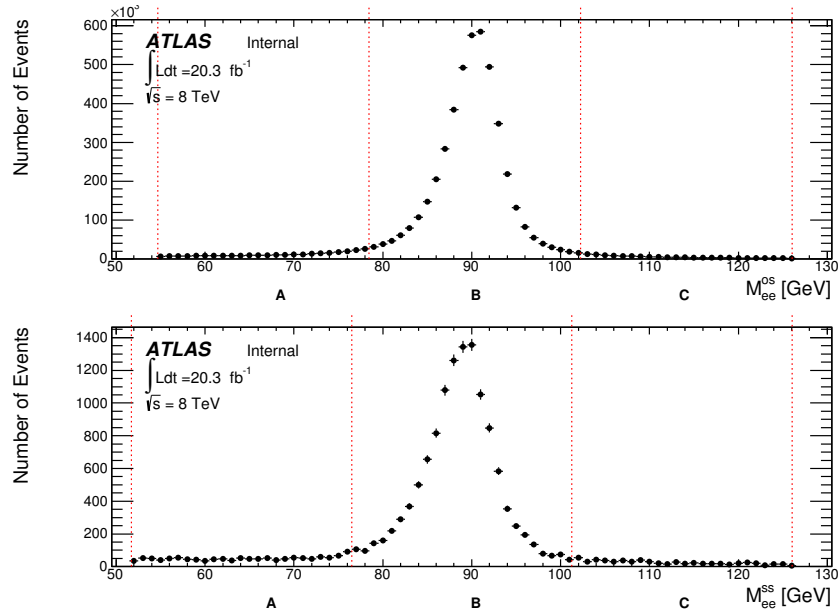 ×10³
600
500
400
300
200
100
0
Number of Events
ATLAS Internal
∫Ldt =20.3 fb⁻¹
√s = 8 TeV
50 60 70 80 90 100 110 120 130
A B C
M_ee^os [GeV]
1400
1200
1000
800
600
400
200
0
Number of Events
ATLAS Internal
∫Ldt =20.3 fb⁻¹
√s = 8 TeV
50 60 70 80 90 100 110 120 130
A B C
M_ee^ss [GeV]